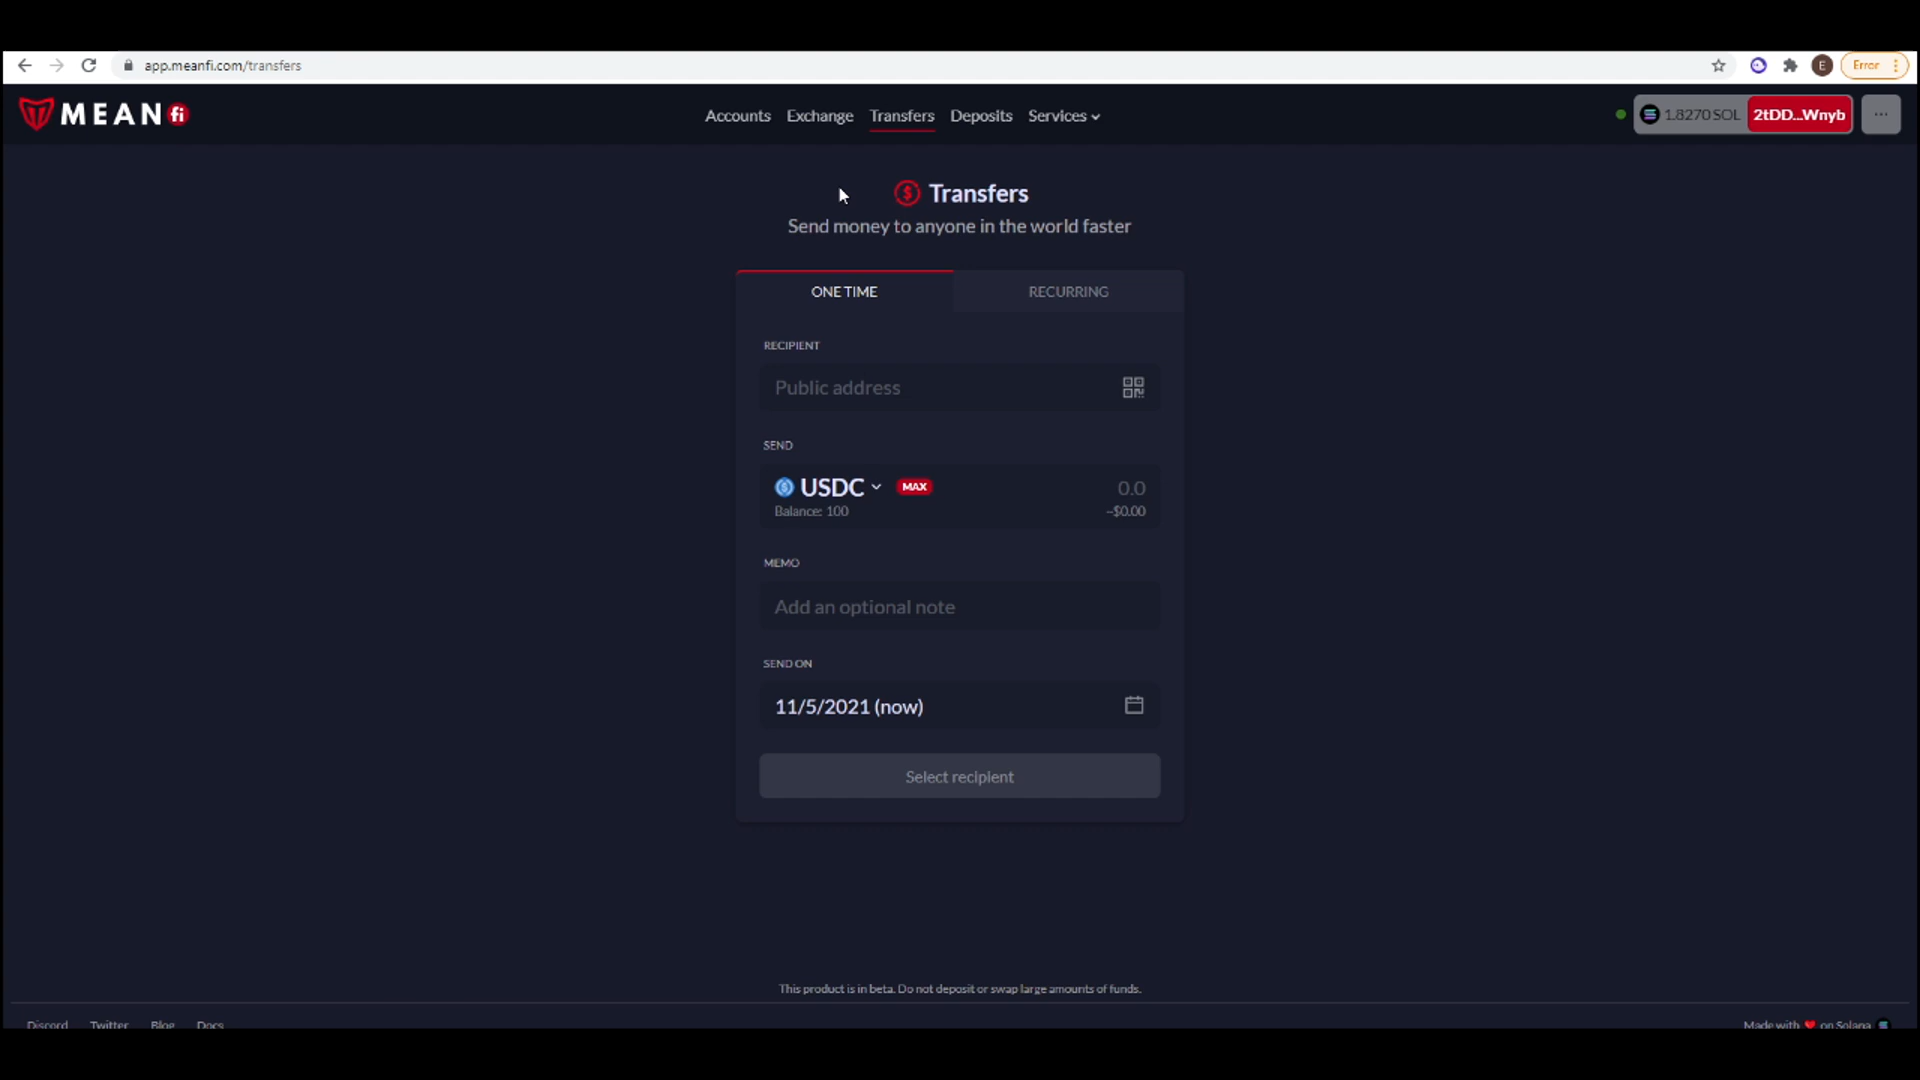 app.meanfi.com/transfers
E
Error
MEAN fi
Accounts Exchange Transfers Deposits Services
1.8270 SOL 2tDD...Wnyb
Transfers
Send money to anyone in the world faster
ONE TIME RECURRING
RECIPIENT
Public address
SEND
USDC MAX 0.0
Balance: 100 ~$0.00
MEMO
Add an optional note
SEND ON
11/5/2021 (now)
Select recipient
This product is in beta. Do not deposit or swap large amounts of funds.
Discord Twitter Blog Docs Made with ❤ on Solana